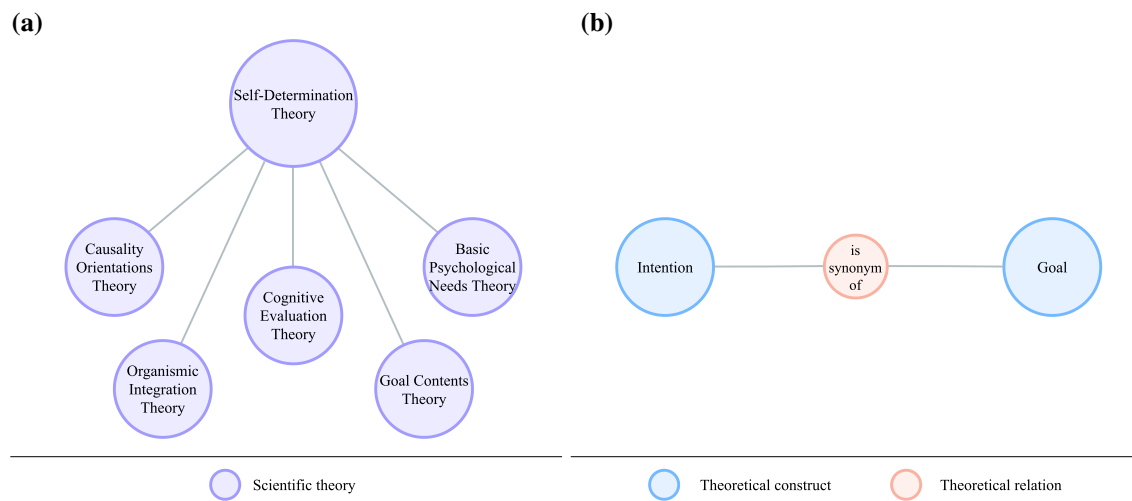 (a)
Self-Determination
Theory
Causality
Orientations
Theory
Organismic
Integration
Theory
Cognitive
Evaluation
Theory
Goal Contents
Theory
Basic
Psychological
Needs Theory
Scientific theory
(b)
Intention
is
synonym
of
Goal
Theoretical construct
Theoretical relation